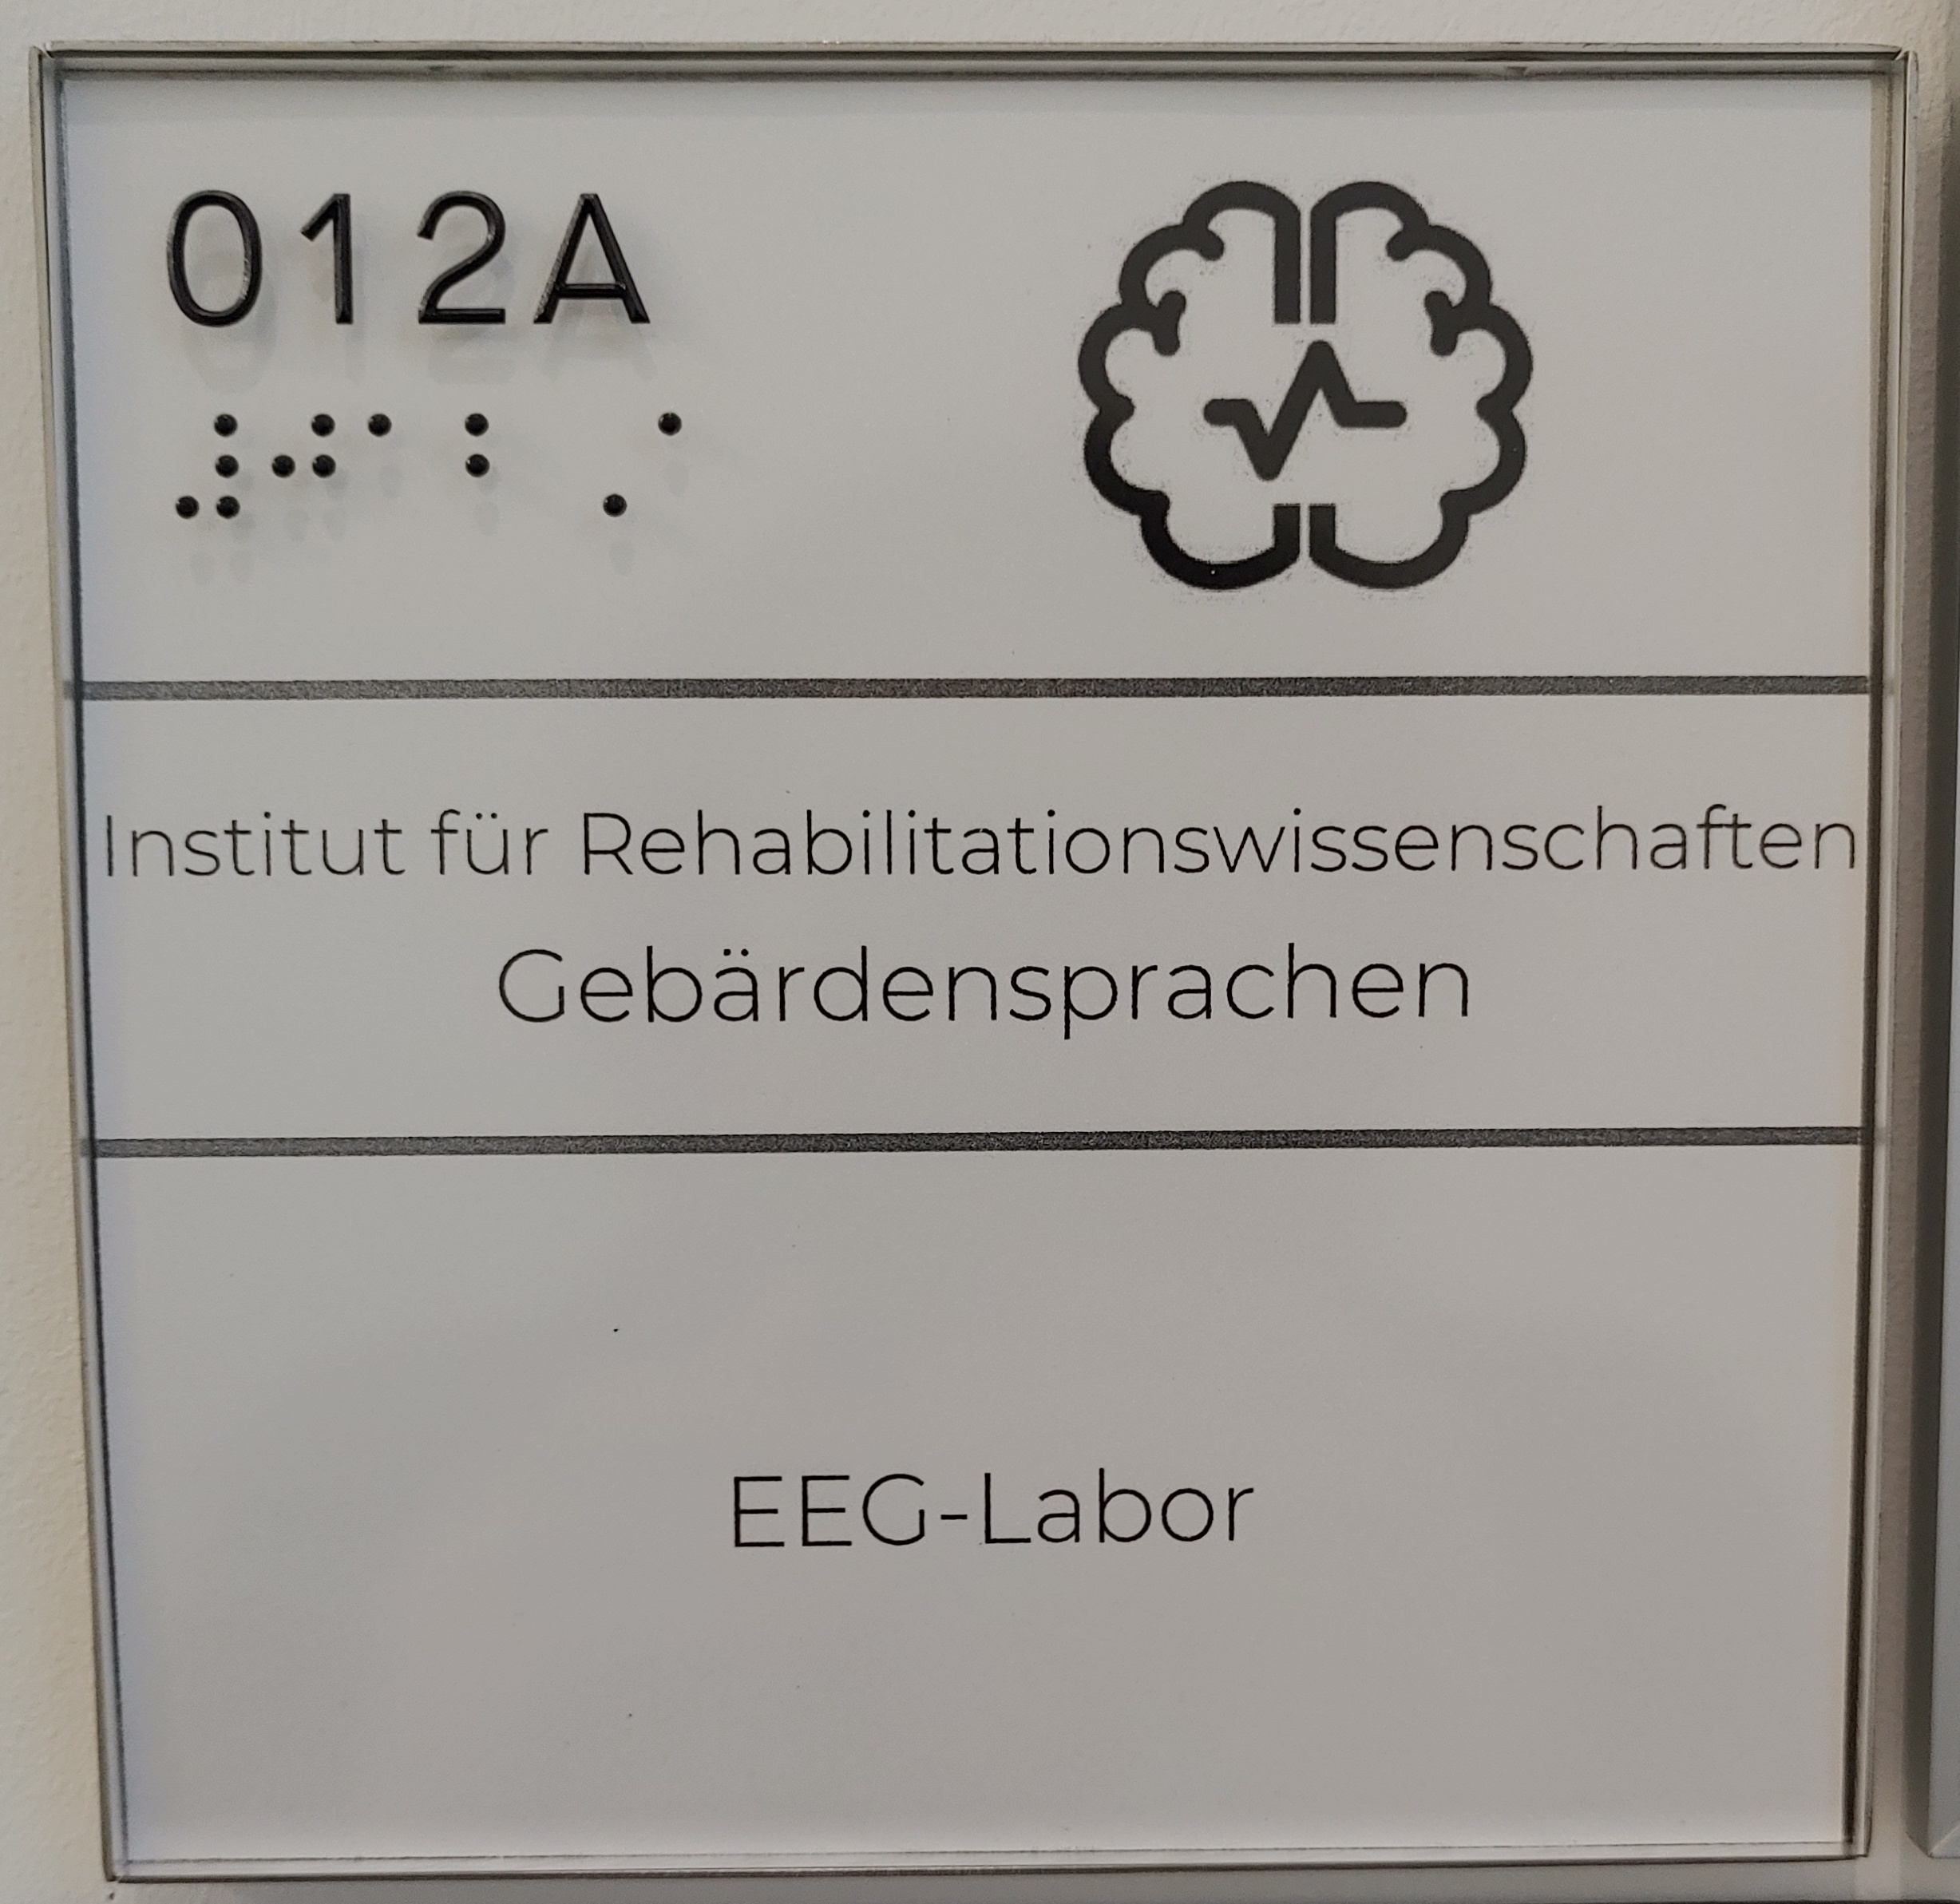 012A
⠼⠚⠁⠃⠠⠁
Institut für Rehabilitationswissenschaften
Gebärdensprachen
EEG-Labor